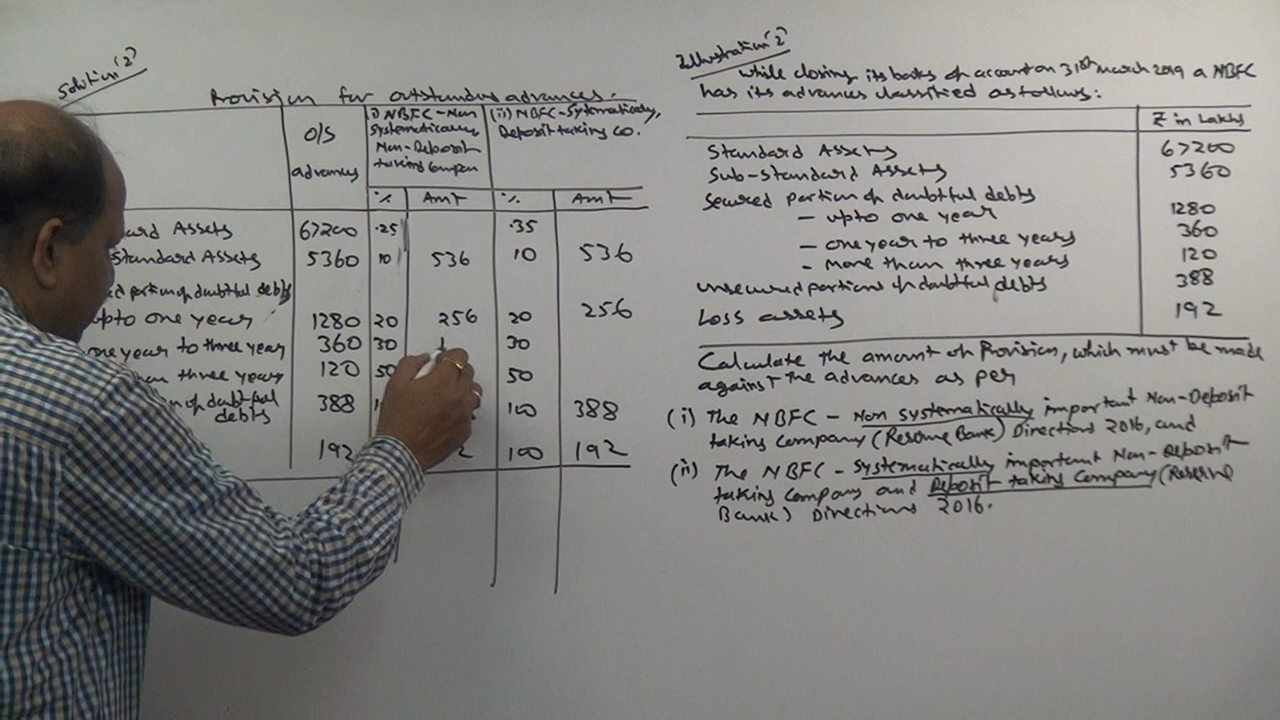 Solution '2'
Provision for outstanding advances.
O/S advances
(i) NBFC - Non Systematically Non-Deposit taking
(ii) NBFC - Systematically, Deposit taking Co.
% Amt % Amt
Assets 67200 .25 .35
Standard Assets 5360 10 536 10 536
portion of doubtful debts
upto one year 1280 20 256 20 256
one year to three year 360 30 30
three years 120 50 50
of doubtful debts 388 100 388
192 100 192
Illustration '2'
While closing its books of account on 31st March 2019 a NBFC
has its advances classified as follows:
₹ in Lakhs
Standard Assets 67200
Sub-standard Assets 5360
Secured portion of doubtful debts
- upto one year 1280
- one year to three years 360
- more than three years 120
unsecured portions of doubtful debts 388
Loss assets 192
Calculate the amount of Provision, which must be made
against the advances as per
(i) The NBFC - Non systematically important Non-Deposit
taking Company (Reserve Bank) Directions 2016, and
(ii) The NBFC - Systematically important Non-Deposit
taking Company and Deposit taking Company (Reserve
Bank) Directions 2016.